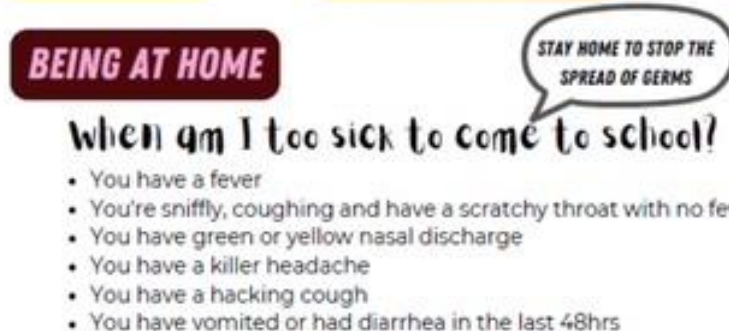 BEING AT HOME
STAY HOME TO STOP THE
SPREAD OF GERMS
When am I too sick to come to school?
• You have a fever
• You're sniffly, coughing and have a scratchy throat with no
• You have green or yellow nasal discharge
• You have a killer headache
• You have a hacking cough
• You have vomited or had diarrhea in the last 48hrs